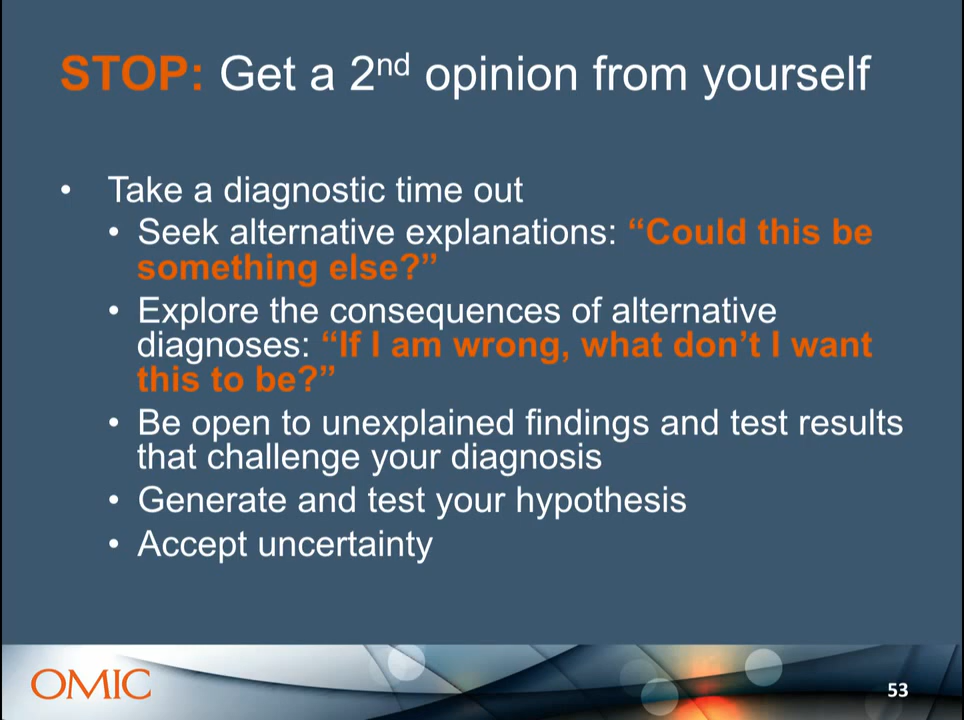 STOP: Get a 2nd opinion from yourself
• Take a diagnostic time out
• Seek alternative explanations: “Could this be
something else?”
• Explore the consequences of alternative
diagnoses: “If I am wrong, what don’t I want
this to be?”
• Be open to unexplained findings and test results
that challenge your diagnosis
• Generate and test your hypothesis
• Accept uncertainty
OMIC
53